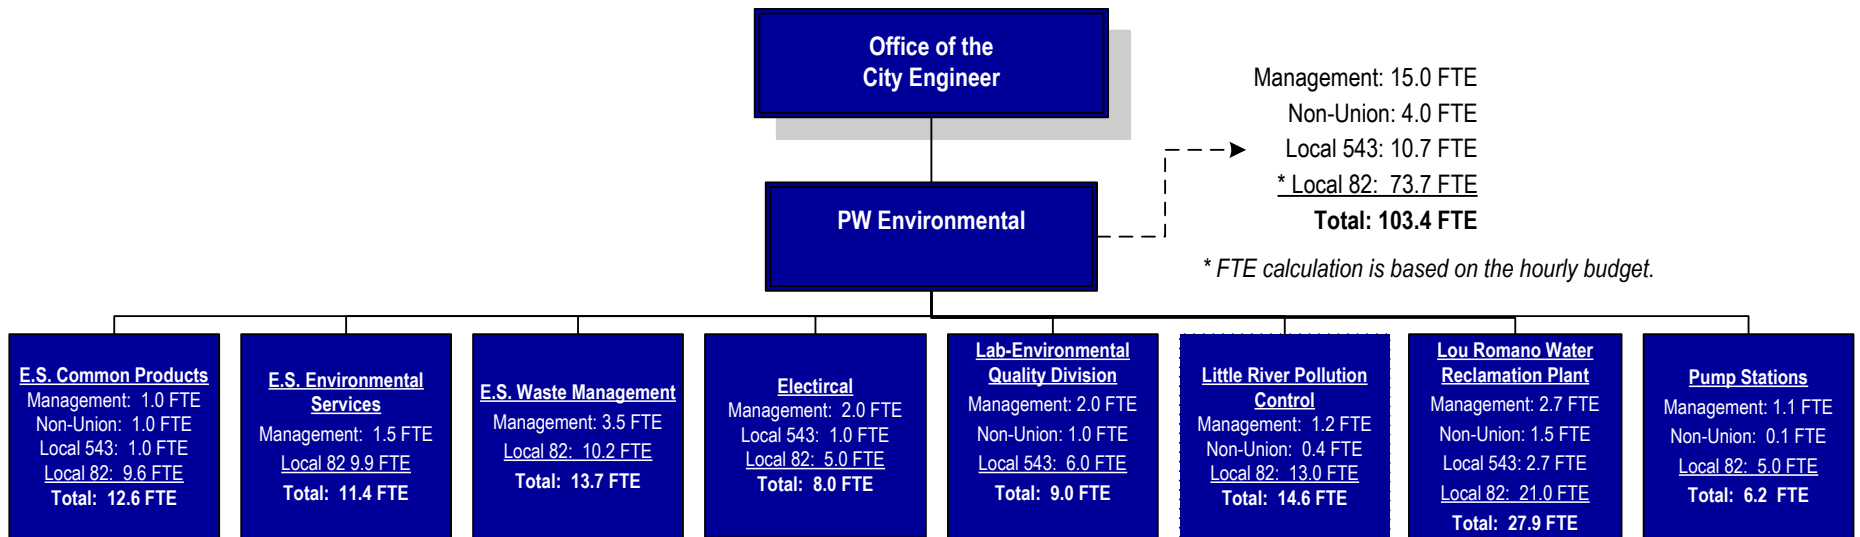 Office of the
City Engineer
Management: 15.0 FTE
Non-Union: 4.0 FTE
Local 543: 10.7 FTE
* Local 82:  73.7 FTE
Total: 103.4 FTE
* FTE calculation is based on the hourly budget.
PW Environmental
E.S. Common Products
Management:  1.0 FTE
Non-Union:  1.0 FTE
Local 543:  1.0 FTE
Local 82:  9.6 FTE
Total:  12.6 FTE
E.S. Environmental
Services
Management:  1.5 FTE
Local 82 9.9 FTE
Total:  11.4 FTE
E.S. Waste Management
Management:  3.5 FTE
Local 82:  10.2 FTE
Total:  13.7 FTE
Electircal
Management:  2.0 FTE
Local 543:  1.0 FTE
Local 82:  5.0 FTE
Total:  8.0 FTE
Lab-Environmental
Quality Division
Management: 2.0 FTE
Non-Union: 1.0 FTE
Local 543:  6.0 FTE
Total:  9.0 FTE
Little River Pollution
Control
Management:  1.2 FTE
Non-Union:  0.4 FTE
Local 82:  13.0 FTE
Total:  14.6 FTE
Lou Romano Water
Reclamation Plant
Management: 2.7 FTE
Non-Union: 1.5 FTE
Local 543: 2.7 FTE
Local 82:  21.0 FTE
Total:  27.9 FTE
Pump Stations
Management:  1.1 FTE
Non-Union:  0.1 FTE
Local 82:  5.0 FTE
Total:  6.2  FTE